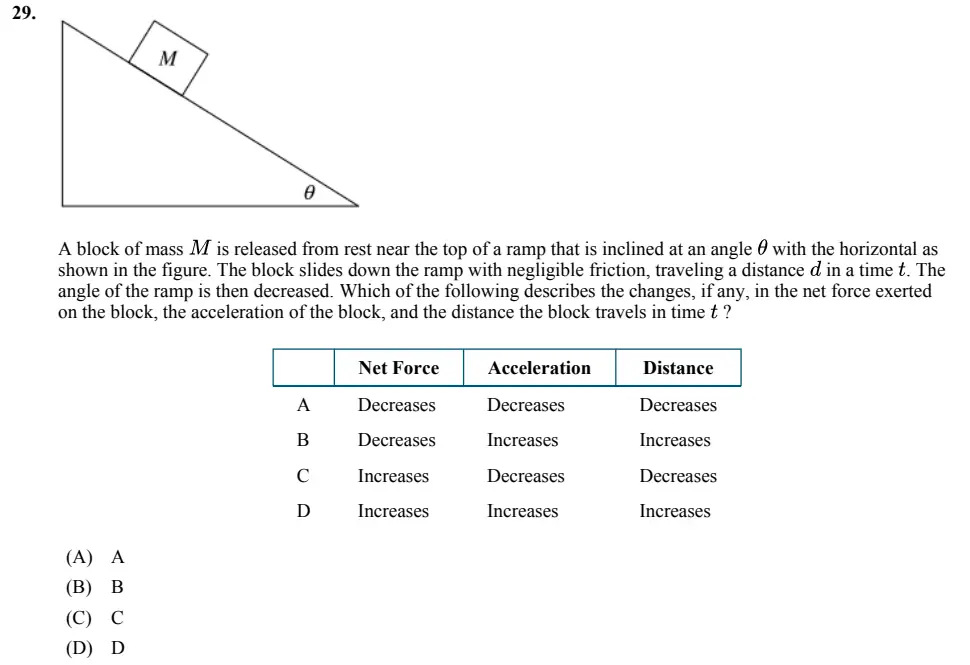 29.
M
θ
A block of mass M is released from rest near the top of a ramp that is inclined at an angle θ with the horizontal as
shown in the figure. The block slides down the ramp with negligible friction, traveling a distance d in a time t. The
angle of the ramp is then decreased. Which of the following describes the changes, if any, in the net force exerted
on the block, the acceleration of the block, and the distance the block travels in time t ?
Net Force Acceleration Distance
A Decreases Decreases Decreases
B Decreases Increases Increases
C Increases Decreases Decreases
D Increases Increases Increases
(A) A
(B) B
(C) C
(D) D